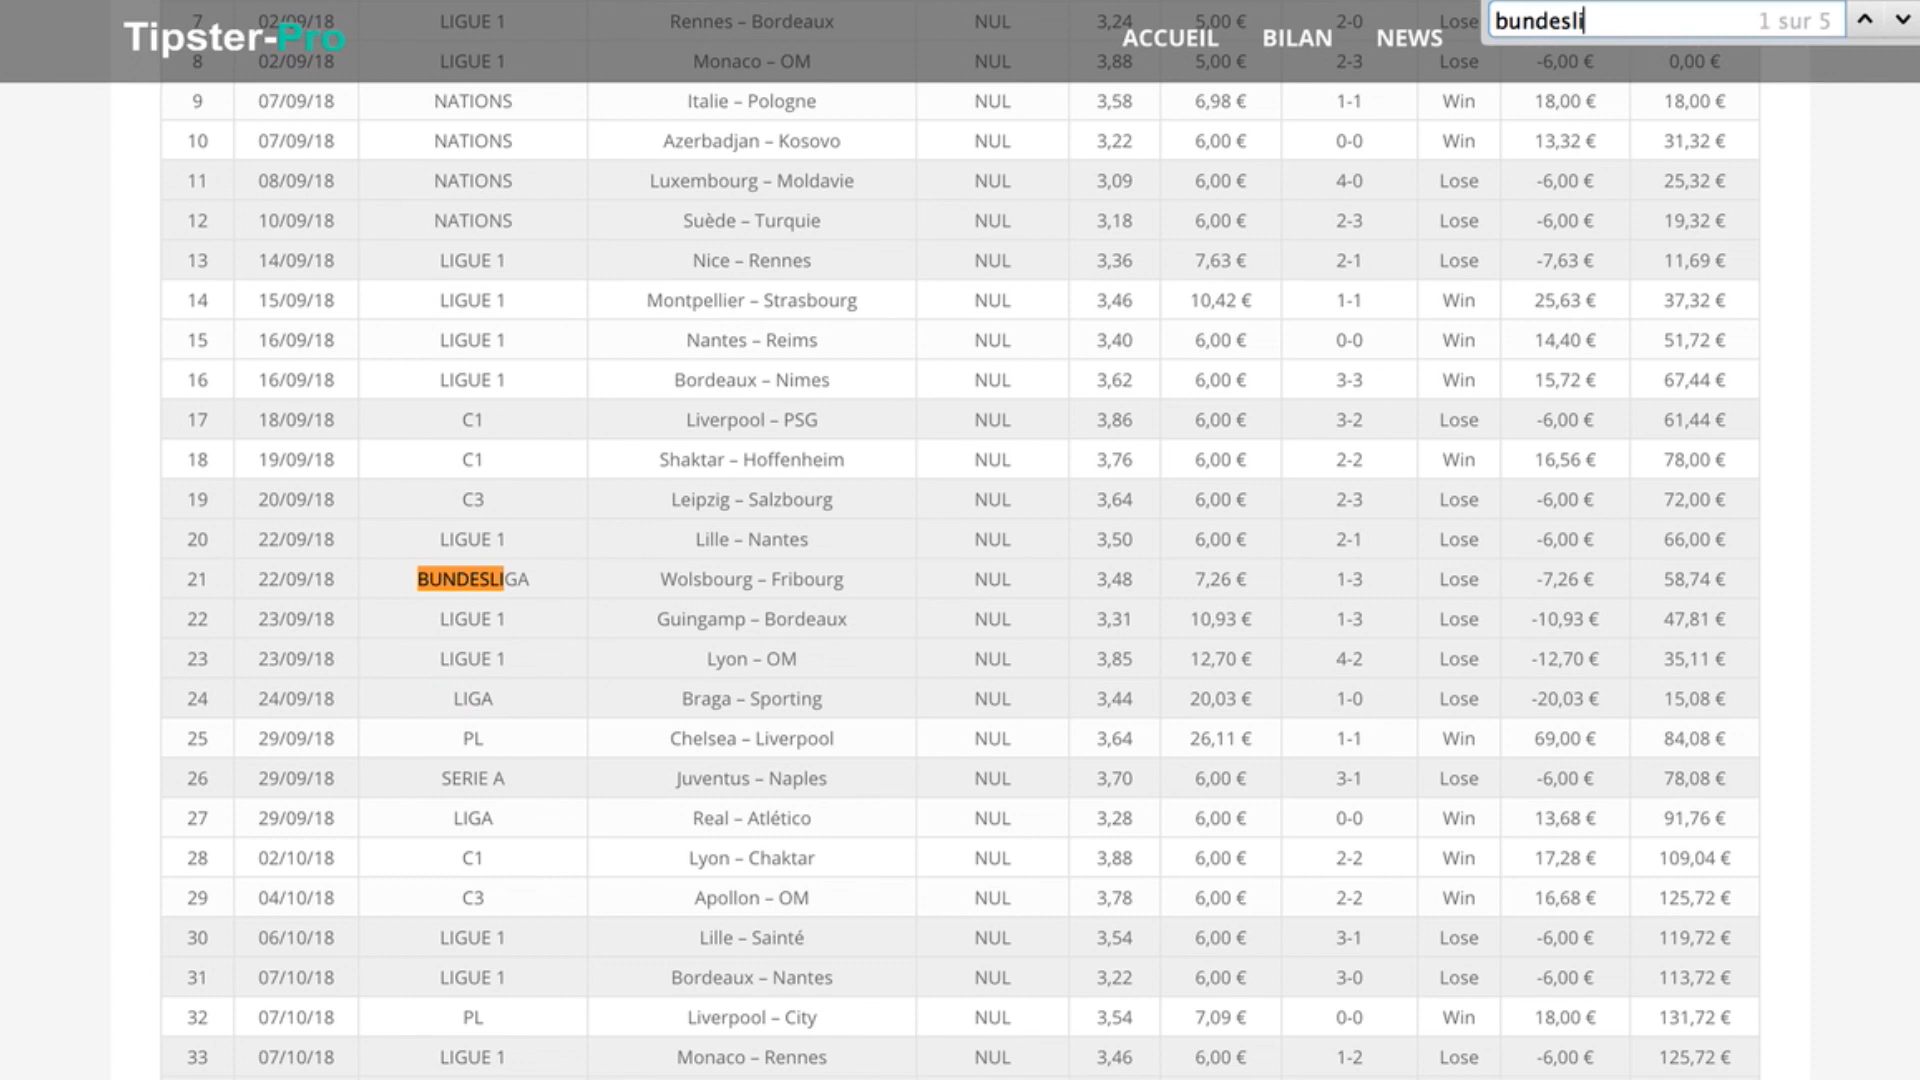 7 02/09/18 LIGUE 1 Rennes – Bordeaux NUL 3,24 5,00 € 2-0 Lose
Tipster-Pro ACCUEIL BILAN NEWS bundesli 1 sur 5
8 02/09/18 LIGUE 1 Monaco – OM NUL 3,88 5,00 € 2-3 Lose -6,00 € 0,00 €
9 07/09/18 NATIONS Italie – Pologne NUL 3,58 6,98 € 1-1 Win 18,00 € 18,00 €
10 07/09/18 NATIONS Azerbadjan – Kosovo NUL 3,22 6,00 € 0-0 Win 13,32 € 31,32 €
11 08/09/18 NATIONS Luxembourg – Moldavie NUL 3,09 6,00 € 4-0 Lose -6,00 € 25,32 €
12 10/09/18 NATIONS Suède – Turquie NUL 3,18 6,00 € 2-3 Lose -6,00 € 19,32 €
13 14/09/18 LIGUE 1 Nice – Rennes NUL 3,36 7,63 € 2-1 Lose -7,63 € 11,69 €
14 15/09/18 LIGUE 1 Montpellier – Strasbourg NUL 3,46 10,42 € 1-1 Win 25,63 € 37,32 €
15 16/09/18 LIGUE 1 Nantes – Reims NUL 3,40 6,00 € 0-0 Win 14,40 € 51,72 €
16 16/09/18 LIGUE 1 Bordeaux – Nimes NUL 3,62 6,00 € 3-3 Win 15,72 € 67,44 €
17 18/09/18 C1 Liverpool – PSG NUL 3,86 6,00 € 3-2 Lose -6,00 € 61,44 €
18 19/09/18 C1 Shaktar – Hoffenheim NUL 3,76 6,00 € 2-2 Win 16,56 € 78,00 €
19 20/09/18 C3 Leipzig – Salzbourg NUL 3,64 6,00 € 2-3 Lose -6,00 € 72,00 €
20 22/09/18 LIGUE 1 Lille – Nantes NUL 3,50 6,00 € 2-1 Lose -6,00 € 66,00 €
21 22/09/18 BUNDESLIGA Wolsbourg – Fribourg NUL 3,48 7,26 € 1-3 Lose -7,26 € 58,74 €
22 23/09/18 LIGUE 1 Guingamp – Bordeaux NUL 3,31 10,93 € 1-3 Lose -10,93 € 47,81 €
23 23/09/18 LIGUE 1 Lyon – OM NUL 3,85 12,70 € 4-2 Lose -12,70 € 35,11 €
24 24/09/18 LIGA Braga – Sporting NUL 3,44 20,03 € 1-0 Lose -20,03 € 15,08 €
25 29/09/18 PL Chelsea – Liverpool NUL 3,64 26,11 € 1-1 Win 69,00 € 84,08 €
26 29/09/18 SERIE A Juventus – Naples NUL 3,70 6,00 € 3-1 Lose -6,00 € 78,08 €
27 29/09/18 LIGA Real – Atlético NUL 3,28 6,00 € 0-0 Win 13,68 € 91,76 €
28 02/10/18 C1 Lyon – Chaktar NUL 3,88 6,00 € 2-2 Win 17,28 € 109,04 €
29 04/10/18 C3 Apollon – OM NUL 3,78 6,00 € 2-2 Win 16,68 € 125,72 €
30 06/10/18 LIGUE 1 Lille – Sainté NUL 3,54 6,00 € 3-1 Lose -6,00 € 119,72 €
31 07/10/18 LIGUE 1 Bordeaux – Nantes NUL 3,22 6,00 € 3-0 Lose -6,00 € 113,72 €
32 07/10/18 PL Liverpool – City NUL 3,54 7,09 € 0-0 Win 18,00 € 131,72 €
33 07/10/18 LIGUE 1 Monaco – Rennes NUL 3,46 6,00 € 1-2 Lose -6,00 € 125,72 €